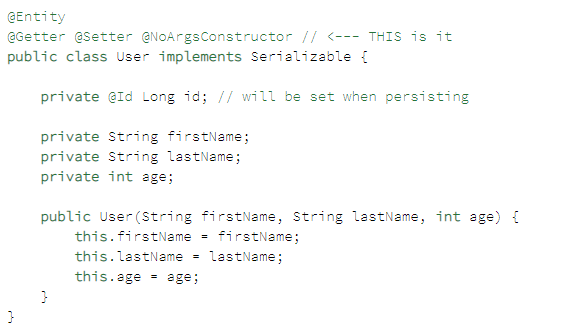 @Entity
@Getter @Setter @NoArgsConstructor // <--- THIS is it
public class User implements Serializable {
    private @Id Long id; // will be set when persisting
    private String firstName;
    private String lastName;
    private int age;
    public User(String firstName, String lastName, int age) {
        this.firstName = firstName;
        this.lastName = lastName;
        this.age = age;
    }
}